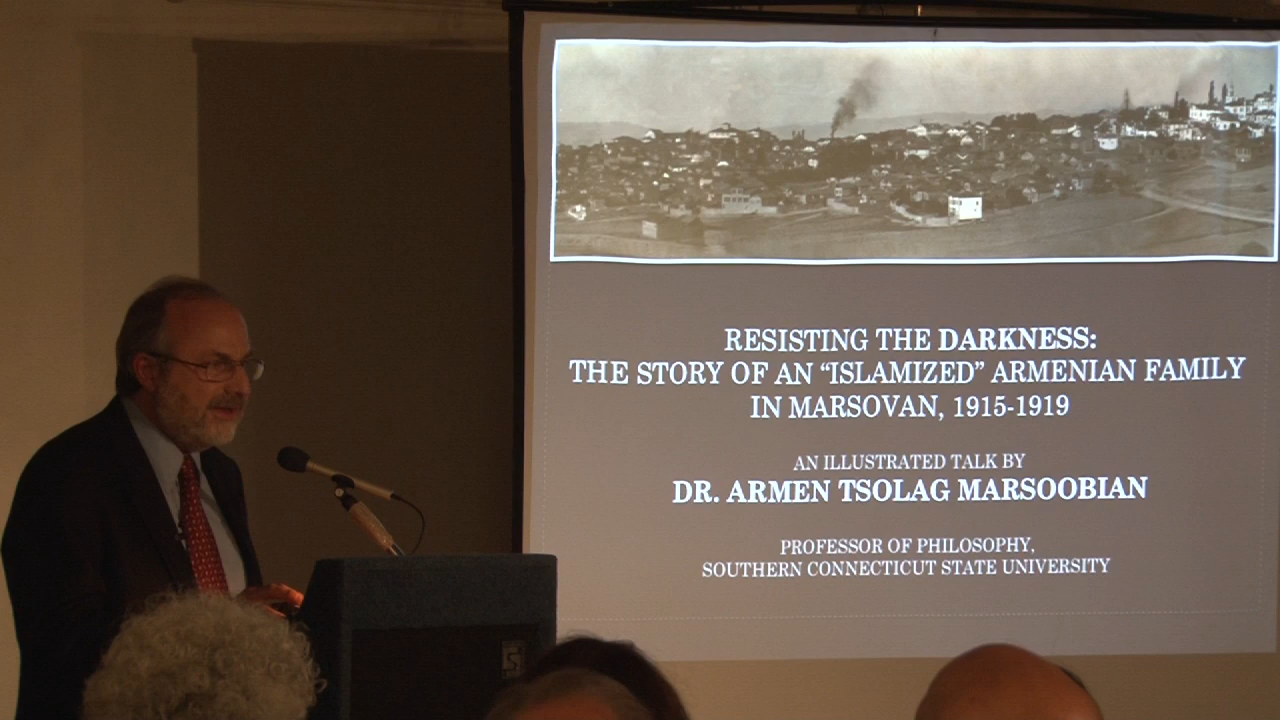 RESISTING THE DARKNESS:
THE STORY OF AN “ISLAMIZED” ARMENIAN FAMILY
IN MARSOVAN, 1915-1919
AN ILLUSTRATED TALK BY
DR. ARMEN TSOLAG MARSOOBIAN
PROFESSOR OF PHILOSOPHY,
SOUTHERN CONNECTICUT STATE UNIVERSITY